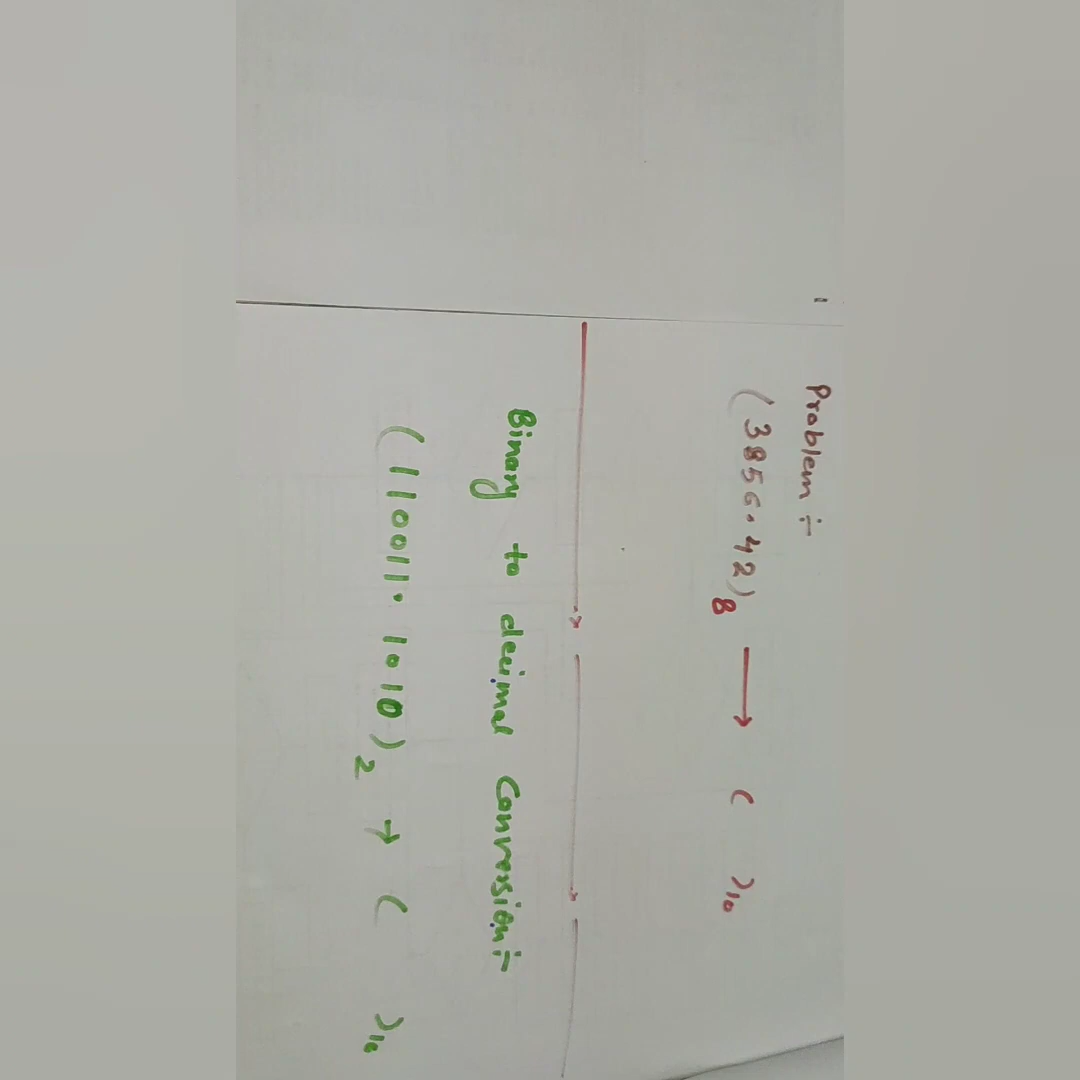 Problem :-
(3856.42)8 → ( )10
Binary to decimal Conversion :-
(110011.1010)2 → ( )10